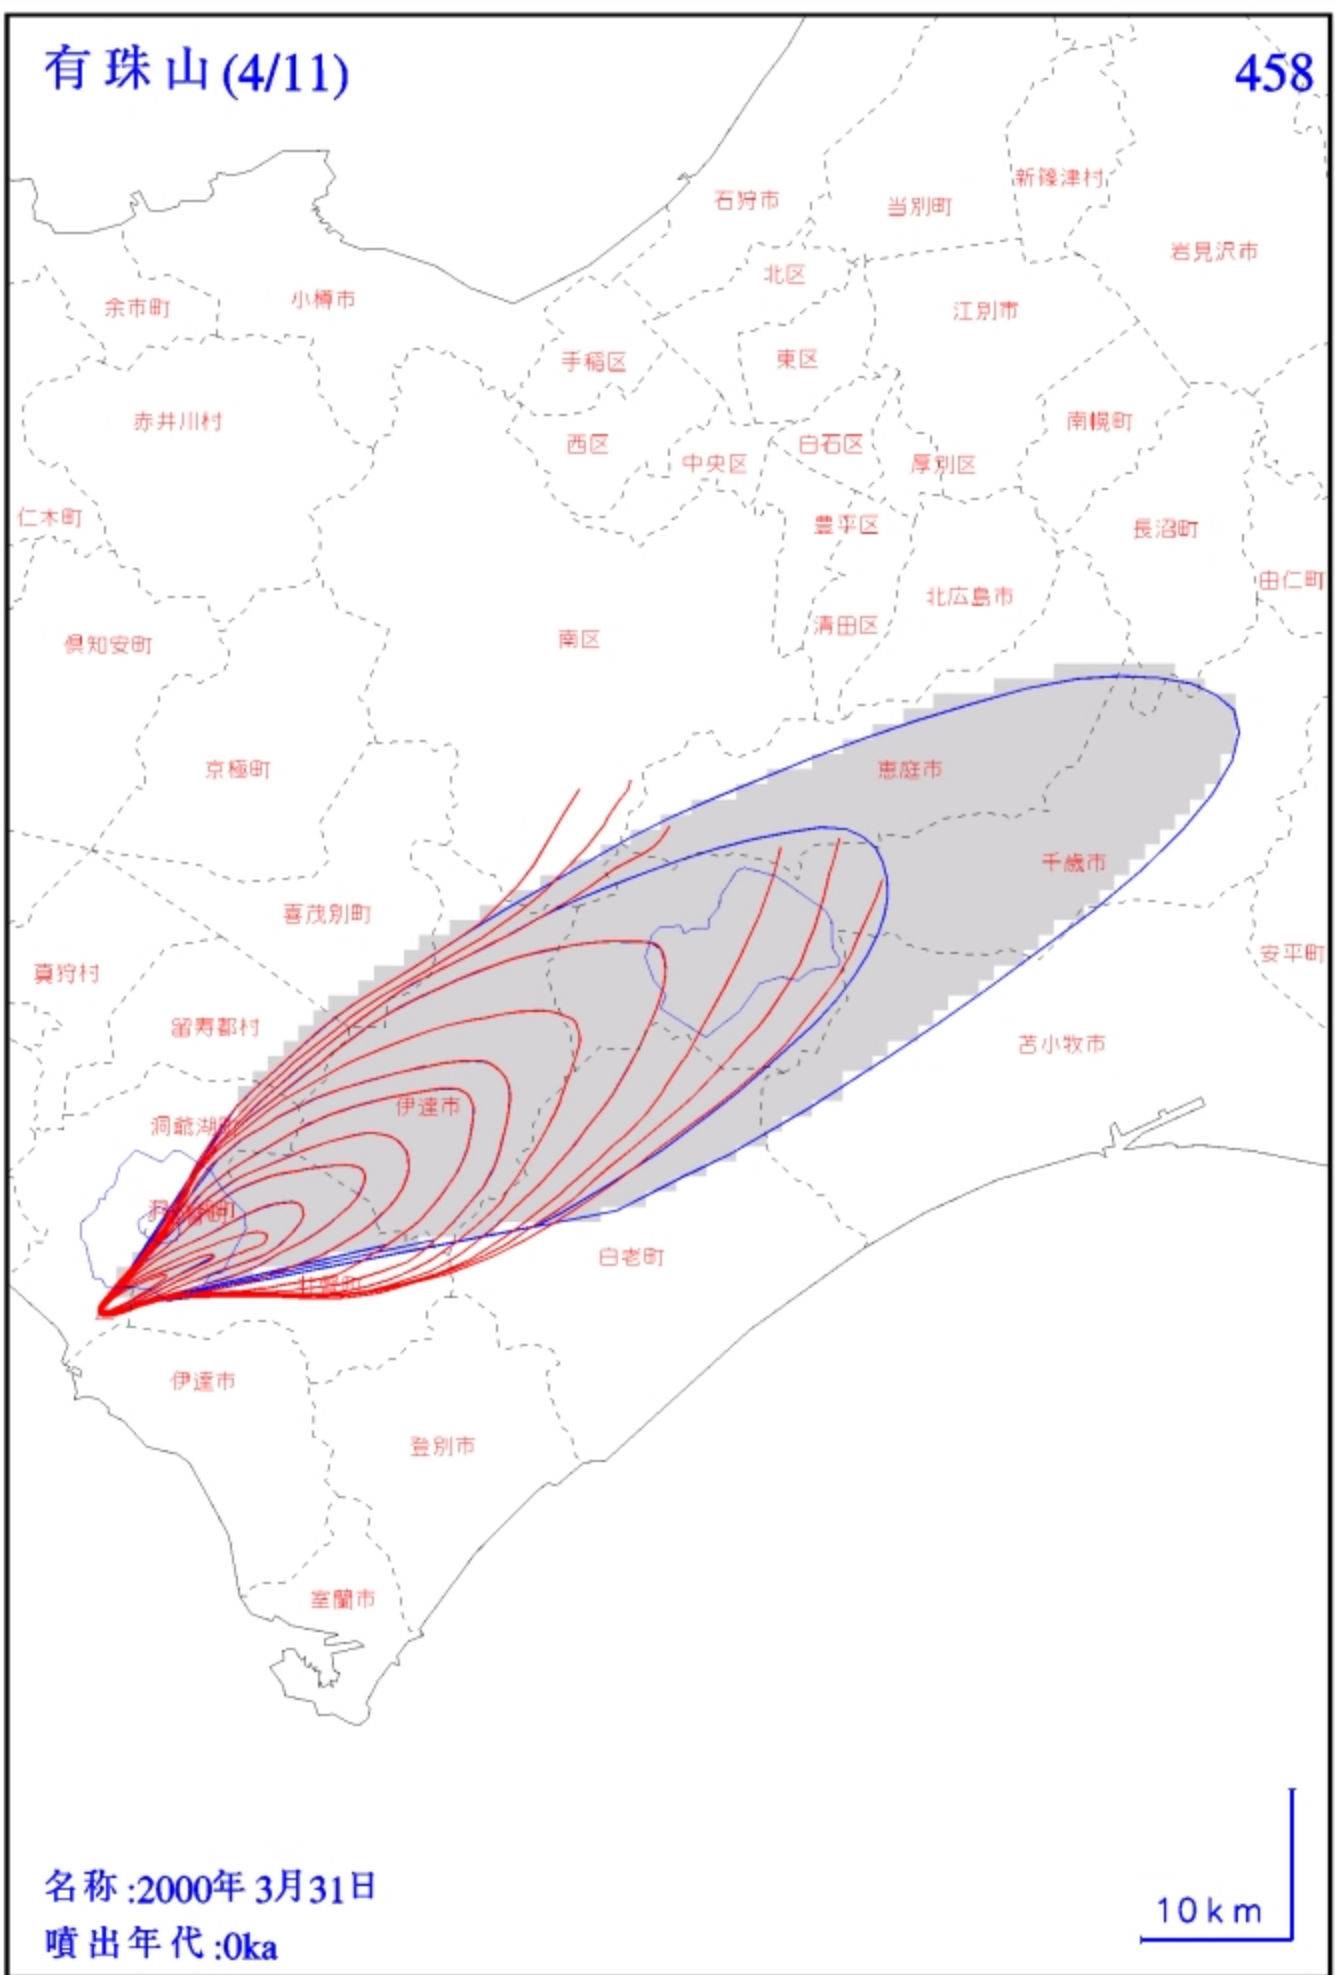 有珠山(4/11)
458
新篠津村
石狩市
当別町
岩見沢市
北区
小樽市
余市町
江別市
手稲区
東区
赤井川村
南幌町
西区
白石区
中央区
厚別区
仁木町
豊平区
長沼町
由仁町
北広島市
清田区
南区
倶知安町
京極町
恵庭市
千歳市
喜茂別町
安平町
真狩村
留寿都村
苫小牧市
伊達市
洞爺湖町
白老町
壮瞥町
伊達市
登別市
室蘭市
名称:2000年3月31日
噴出年代:0ka
10km